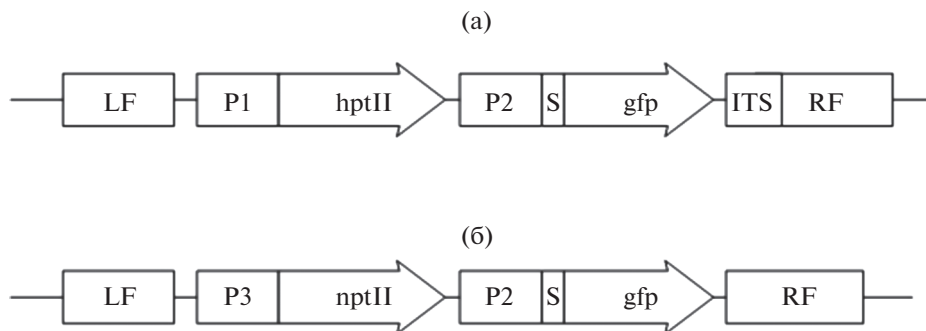 (а)
LF P1 hptII P2 S gfp ITS RF
(б)
LF P3 nptII P2 S gfp RF